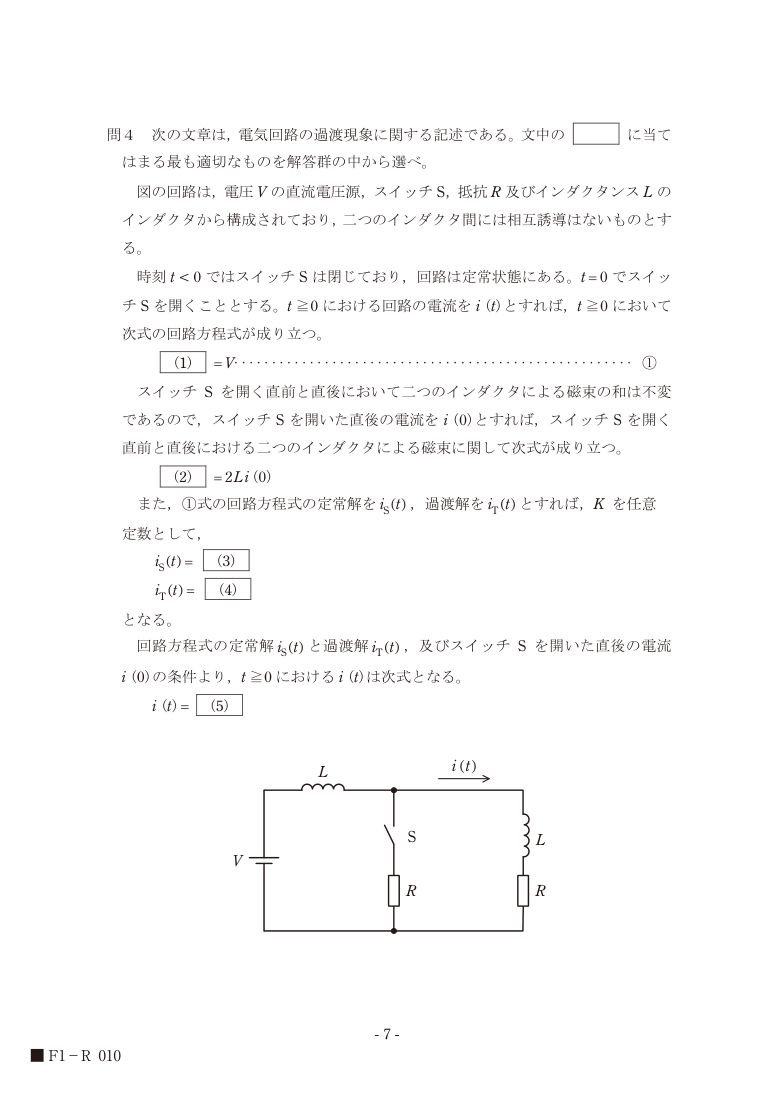 問４　次の文章は，電気回路の過渡現象に関する記述である。文中の　　　に当て
はまる最も適切なものを解答群の中から選べ。
図の回路は，電圧 V の直流電圧源，スイッチ S，抵抗 R 及びインダクタンス L の
インダクタから構成されており，二つのインダクタ間には相互誘導はないものとす
る。
時刻 t < 0 ではスイッチ S は閉じており，回路は定常状態にある。t = 0 でスイッ
チ S を開くこととする。t ≧ 0 における回路の電流を i (t) とすれば，t ≧ 0 において
次式の回路方程式が成り立つ。
(1) = V ‥‥‥‥‥‥‥‥‥‥‥‥‥‥‥‥‥‥‥‥‥‥‥‥‥‥ ①
スイッチ S を開く直前と直後において二つのインダクタによる磁束の和は不変
であるので，スイッチ S を開いた直後の電流を i (0) とすれば，スイッチ S を開く
直前と直後における二つのインダクタによる磁束に関して次式が成り立つ。
(2) = 2Li (0)
また，①式の回路方程式の定常解を iS(t)，過渡解を iT(t) とすれば，K を任意
定数として，
iS(t) = (3)
iT(t) = (4)
となる。
回路方程式の定常解 iS(t) と過渡解 iT(t)，及びスイッチ S を開いた直後の電流
i (0) の条件より，t ≧ 0 における i (t) は次式となる。
i (t) = (5)
L
i (t)
S
L
V
R
R
- 7 -
■F1－R 010